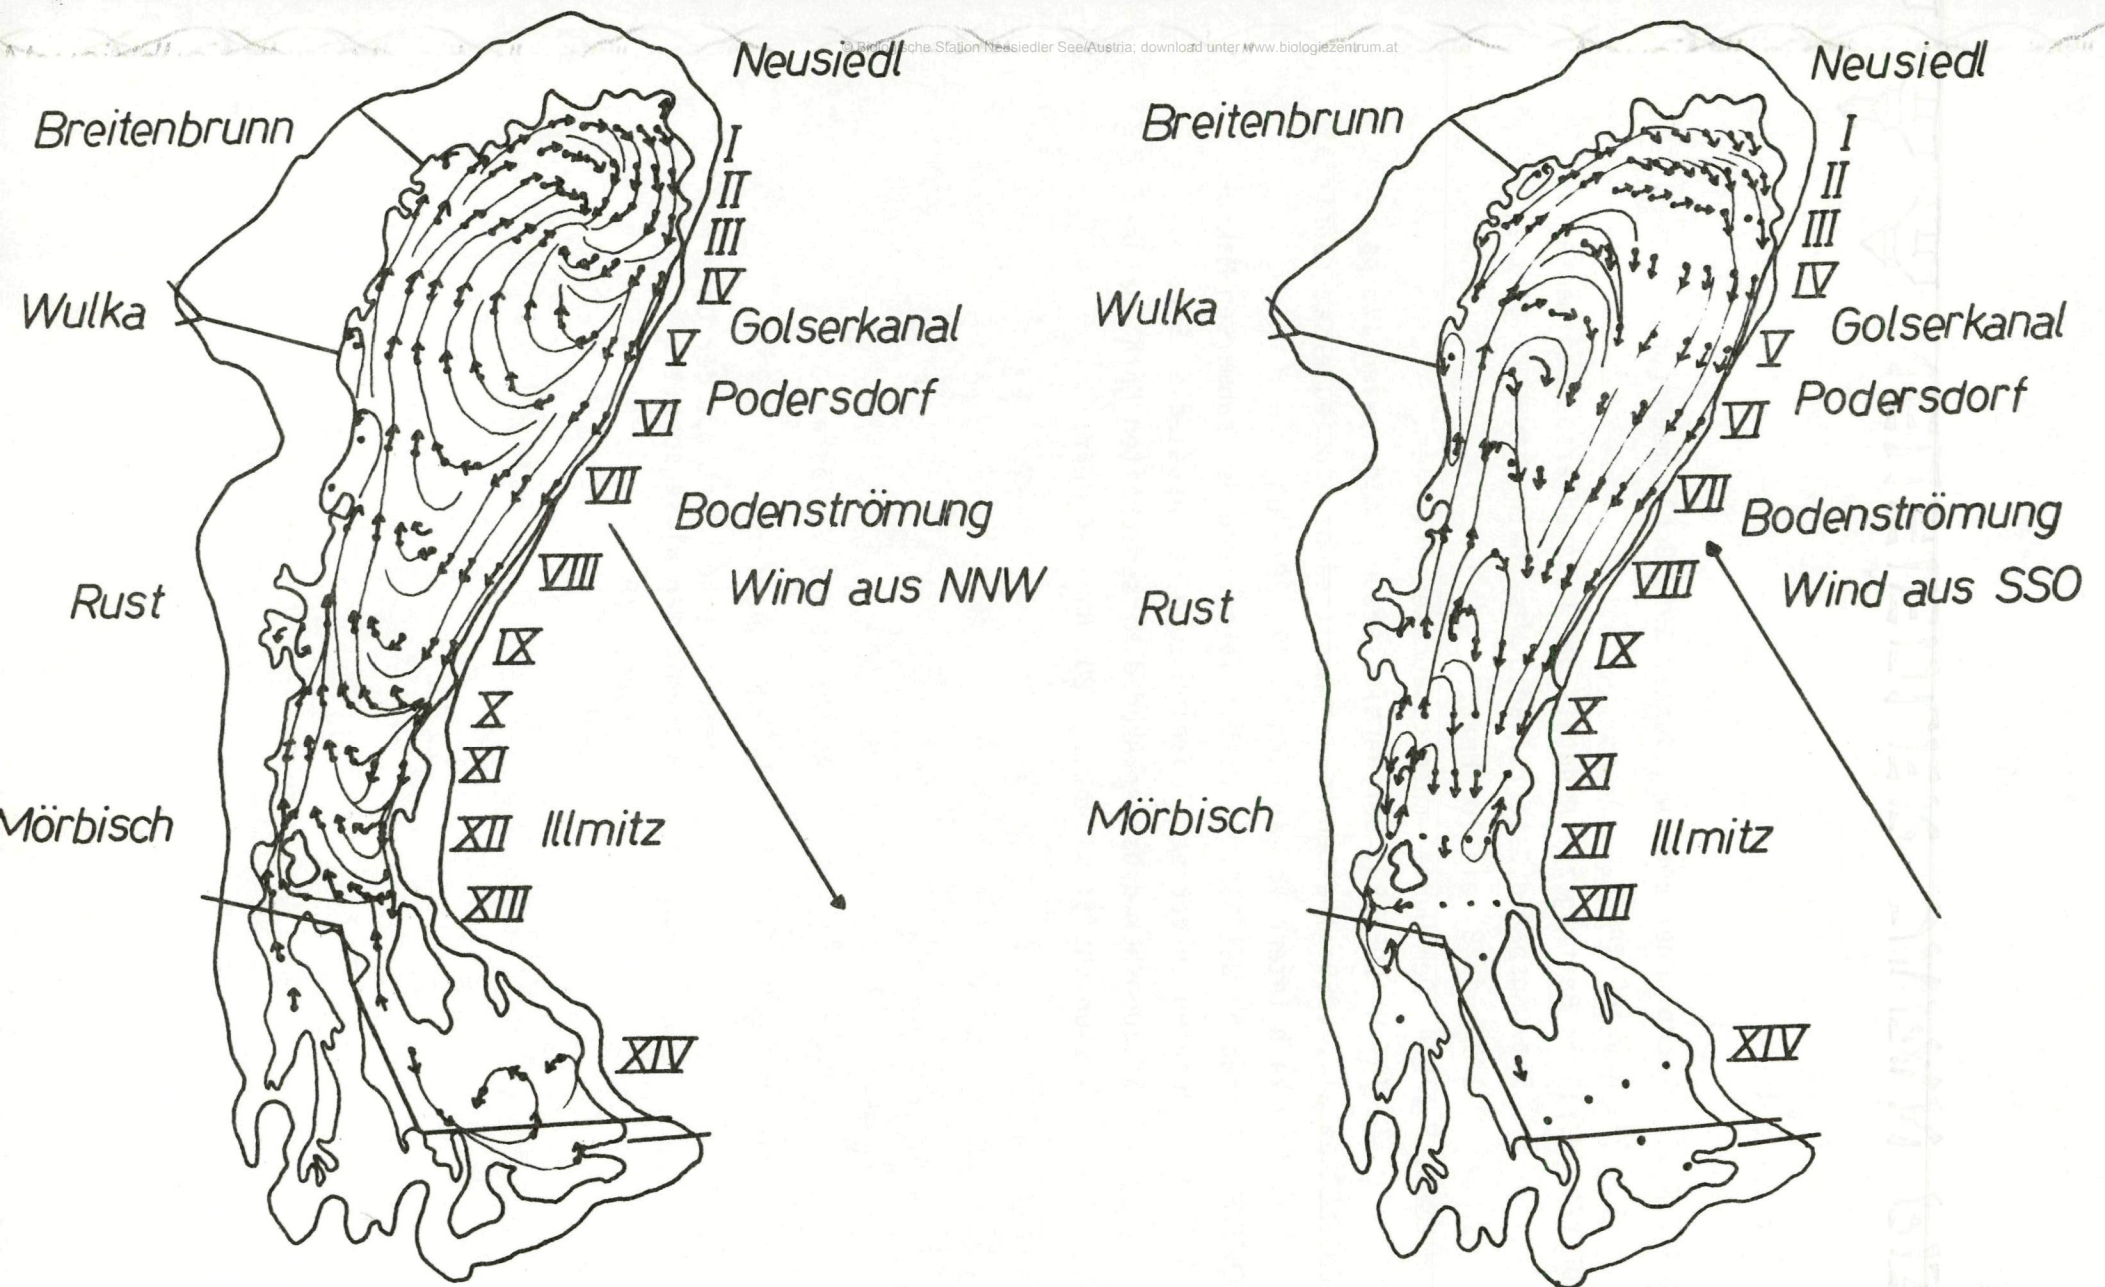 © Biologische Station Neusiedler See/Austria; download unter www.biologiezentrum.at
Neusiedl
Breitenbrunn
I
II
III
IV
Wulka
Golserkanal
V
Podersdorf
VI
VII
Bodenströmung
VIII
Wind aus NNW
Rust
IX
X
XI
Mörbisch
XII Illmitz
XIII
XIV
Neusiedl
Breitenbrunn
I
II
III
IV
Wulka
Golserkanal
V
Podersdorf
VI
VII
Bodenströmung
VIII
Wind aus SSO
Rust
IX
X
XI
Mörbisch
XII Illmitz
XIII
XIV